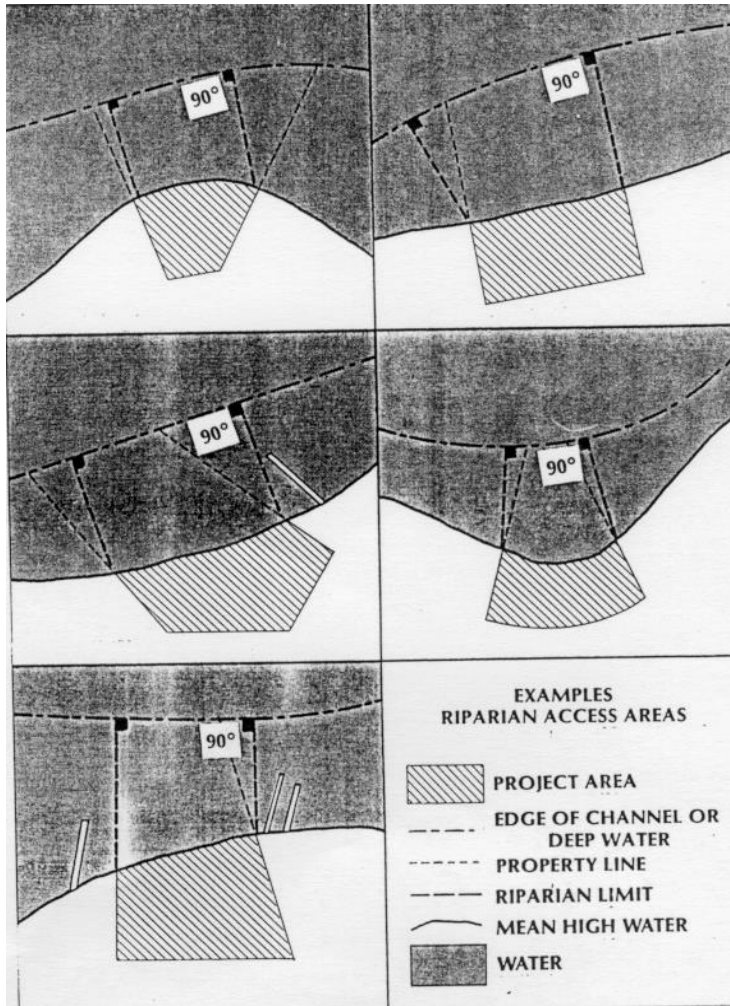 90°
90°
90°
90°
90°
EXAMPLES
RIPARIAN ACCESS AREAS
PROJECT AREA
EDGE OF CHANNEL OR
DEEP WATER
PROPERTY LINE
RIPARIAN LIMIT
MEAN HIGH WATER
WATER